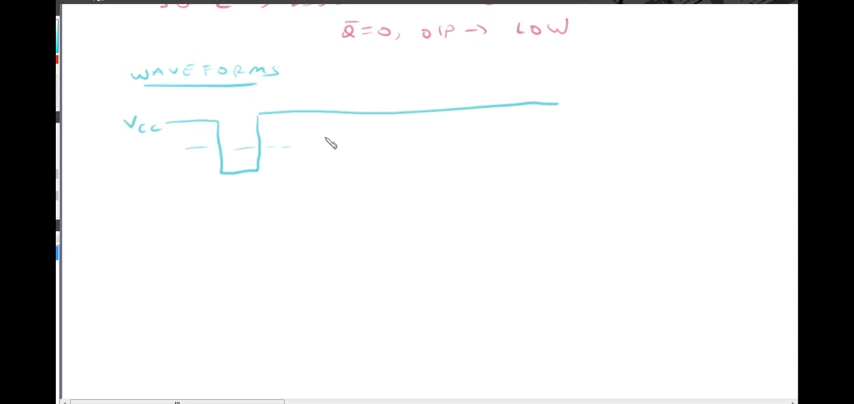 Q̅ = 0, O/P → LOW
WAVEFORMS
VCC